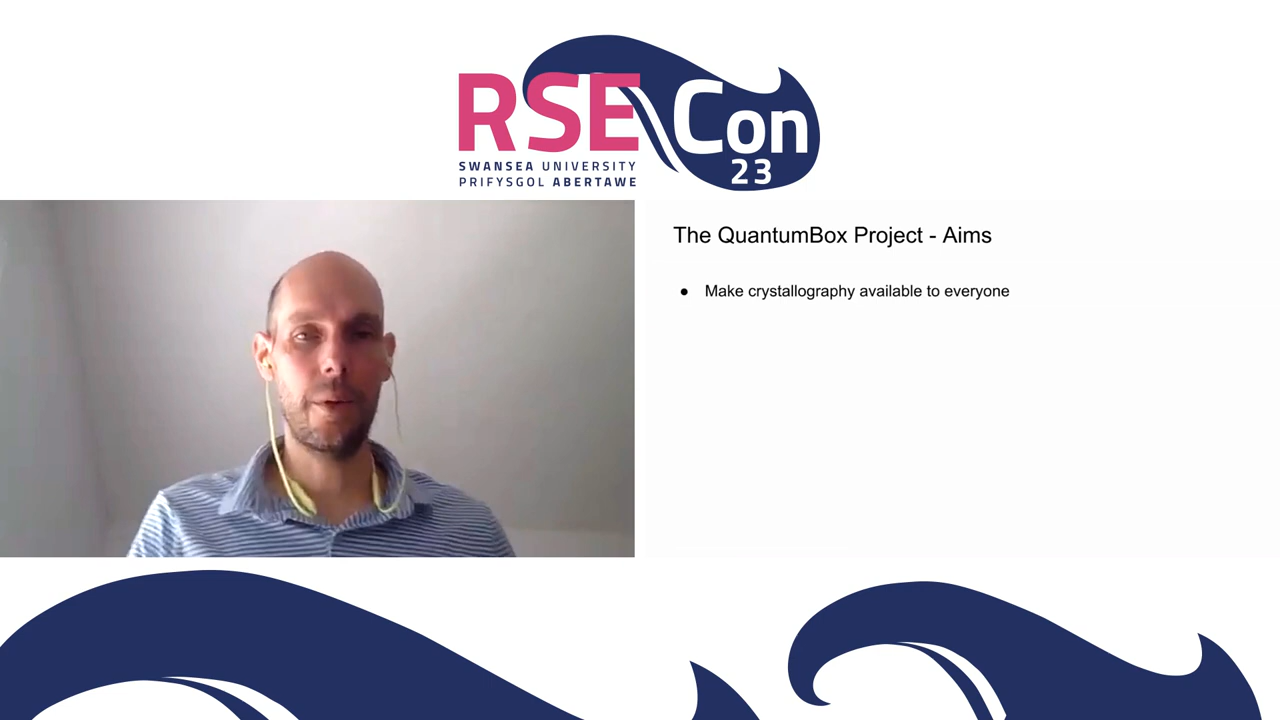 RSE Con
23
SWANSEA UNIVERSITY
PRIFYSGOL ABERTAWE
The QuantumBox Project - Aims
● Make crystallography available to everyone